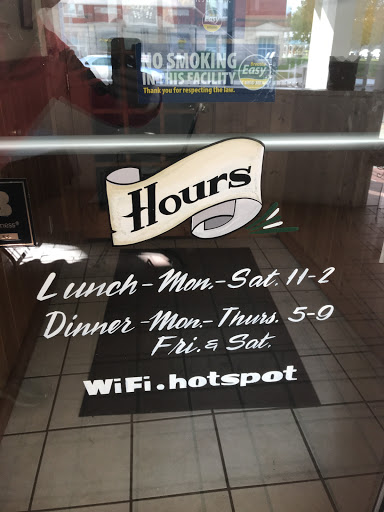 NO SMOKING
IN THIS FACILITY
Easy
Thank you for respecting the law.
Hours
Lunch-Mon.-Sat. 11-2
Dinner-Mon.-Thurs. 5-9
Fri. & Sat.
WiFi.hotspot